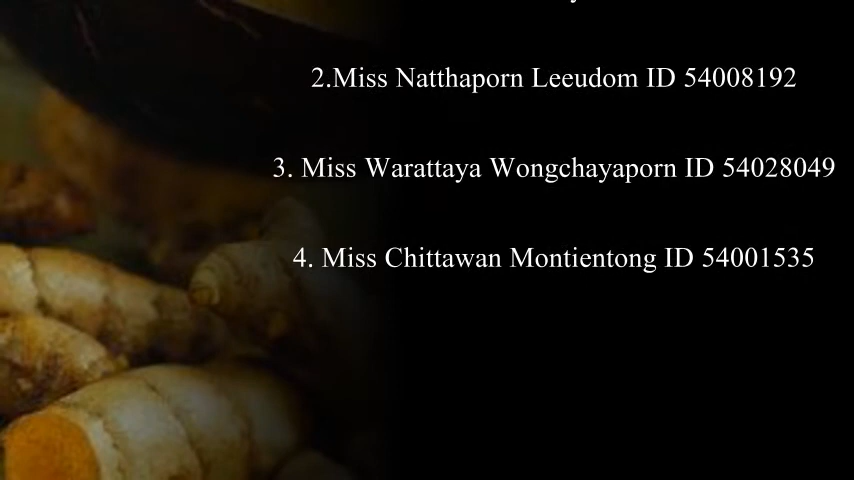 2.Miss Natthaporn Leeudom ID 54008192
3. Miss Warattaya Wongchayaporn ID 54028049
4. Miss Chittawan Montientong ID 54001535